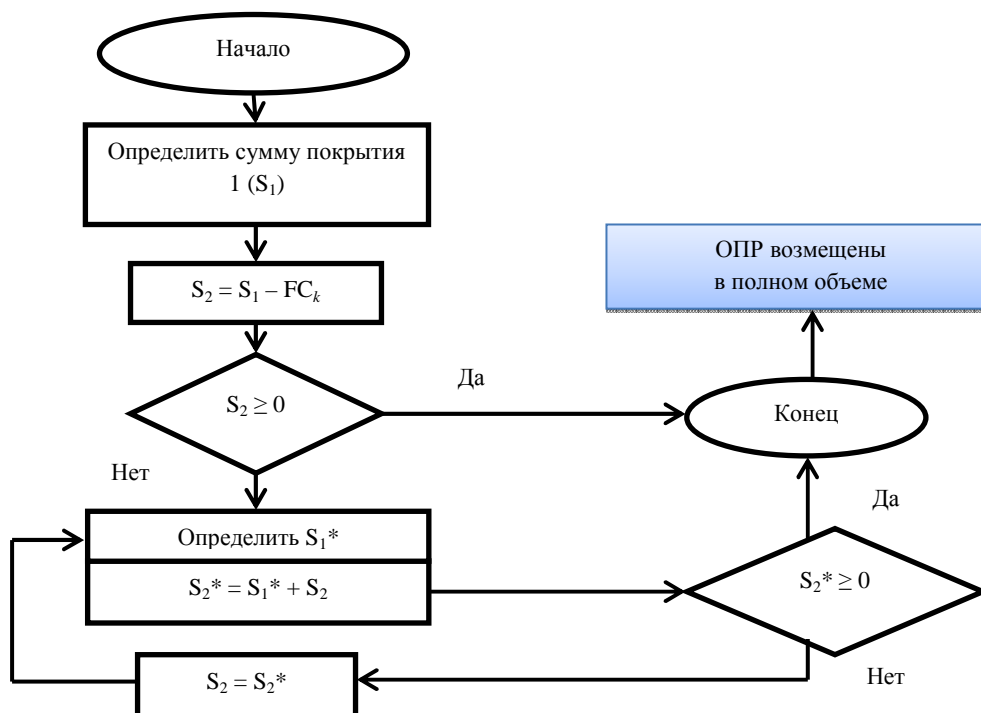 Начало
Определить сумму покрытия
1 (S₁)
ОПР возмещены
в полном объеме
S₂ = S₁ – FCₖ
Да
S₂ ≥ 0
Конец
Нет
Да
Определить S₁*
S₂* = S₁* + S₂
S₂* ≥ 0
Нет
S₂ = S₂*